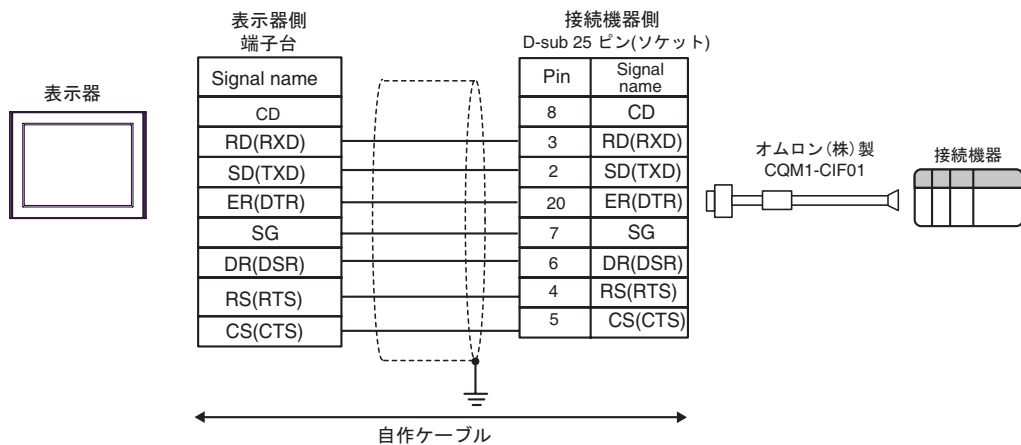 表示器側
端子台
接続機器側
D-sub 25 ピン(ソケット)
表示器
Signal name
CD
RD(RXD)
SD(TXD)
ER(DTR)
SG
DR(DSR)
RS(RTS)
CS(CTS)
Pin
Signal
name
8 CD
3 RD(RXD)
2 SD(TXD)
20 ER(DTR)
7 SG
6 DR(DSR)
4 RS(RTS)
5 CS(CTS)
オムロン(株)製
CQM1-CIF01
接続機器
自作ケーブル